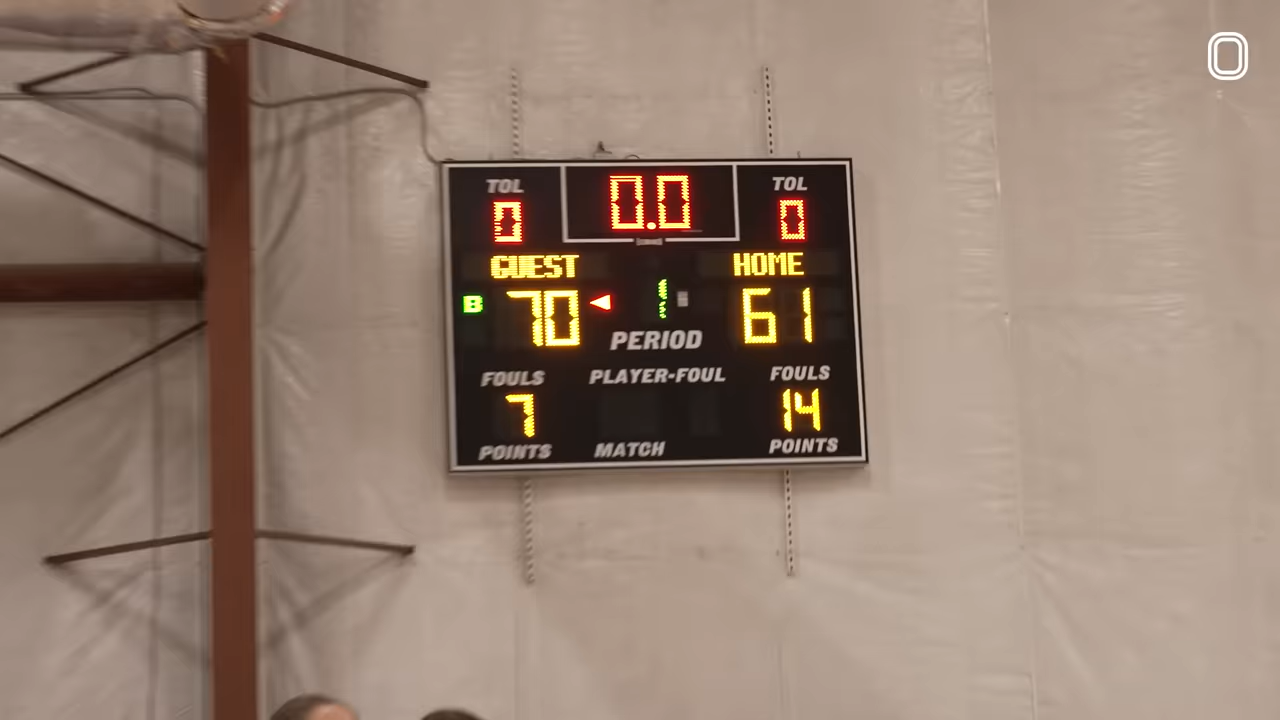 TOL 0.0 TOL
0 0
GUEST HOME
B 70 61
PERIOD
FOULS PLAYER-FOUL FOULS
7 14
POINTS MATCH POINTS